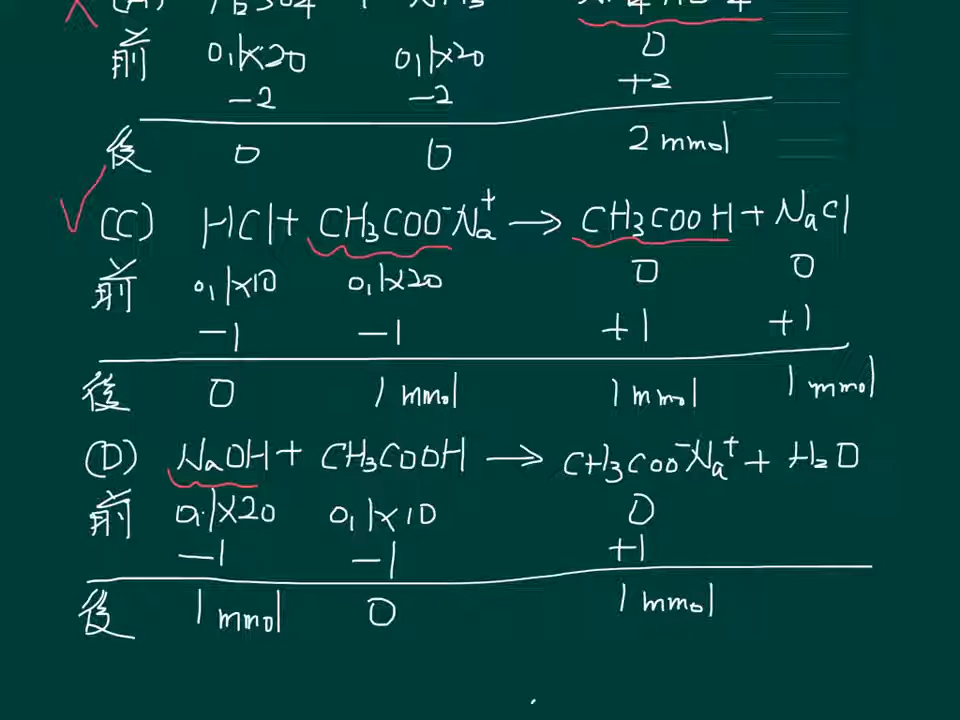 前 0.1×20 0.1×20 0
-2 -2 +2
後 0 0 2 mmol
(C) HCl + CH3COO⁻Na⁺ → CH3COOH + NaCl
前 0.1×10 0.1×20 0 0
-1 -1 +1 +1
後 0 1 mmol 1 mmol 1 mmol
(D) NaOH + CH3COOH → CH3COO⁻Na⁺ + H2O
前 0.1×20 0.1×10 0
-1 -1 +1
後 1 mmol 0 1 mmol